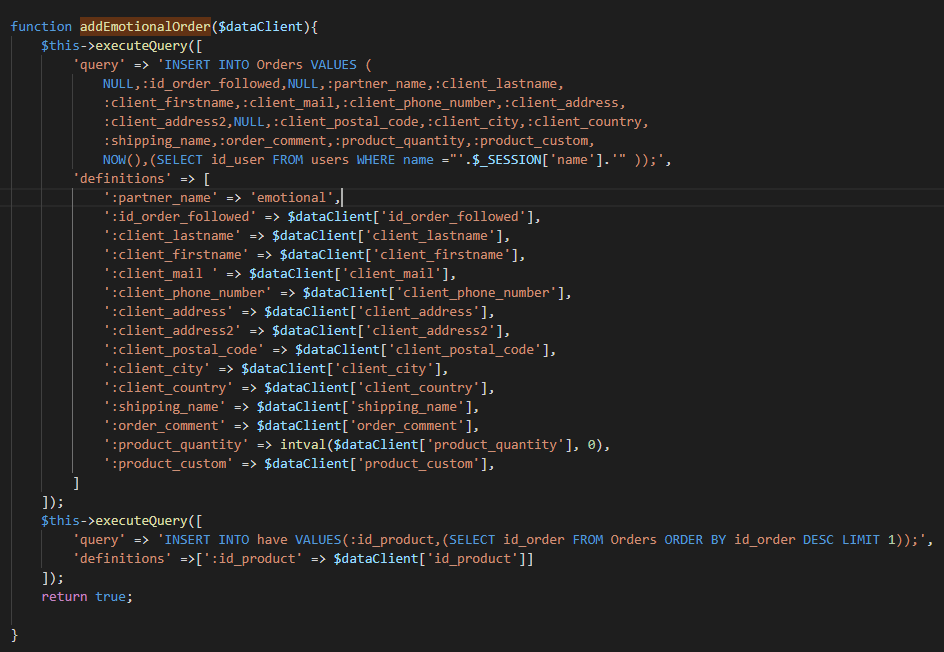 function addEmotionalOrder($dataClient){
    $this->executeQuery([
        'query' => 'INSERT INTO Orders VALUES (
            NULL,:id_order_followed,NULL,:partner_name,:client_lastname,
            :client_firstname,:client_mail,:client_phone_number,:client_address,
            :client_address2,NULL,:client_postal_code,:client_city,:client_country,
            :shipping_name,:order_comment,:product_quantity,:product_custom,
            NOW(),(SELECT id_user FROM users WHERE name ="'.$_SESSION['name'].'" ));',
        'definitions' => [
            ':partner_name' => 'emotional',
            ':id_order_followed' => $dataClient['id_order_followed'],
            ':client_lastname' => $dataClient['client_lastname'],
            ':client_firstname' => $dataClient['client_firstname'],
            ':client_mail ' => $dataClient['client_mail'],
            ':client_phone_number' => $dataClient['client_phone_number'],
            ':client_address' => $dataClient['client_address'],
            ':client_address2' => $dataClient['client_address2'],
            ':client_postal_code' => $dataClient['client_postal_code'],
            ':client_city' => $dataClient['client_city'],
            ':client_country' => $dataClient['client_country'],
            ':shipping_name' => $dataClient['shipping_name'],
            ':order_comment' => $dataClient['order_comment'],
            ':product_quantity' => intval($dataClient['product_quantity'], 0),
            ':product_custom' => $dataClient['product_custom'],
        ]
    ]);
    $this->executeQuery([
        'query' => 'INSERT INTO have VALUES(:id_product,(SELECT id_order FROM Orders ORDER BY id_order DESC LIMIT 1));',
        'definitions' =>[':id_product' => $dataClient['id_product']]
    ]);
    return true;
}